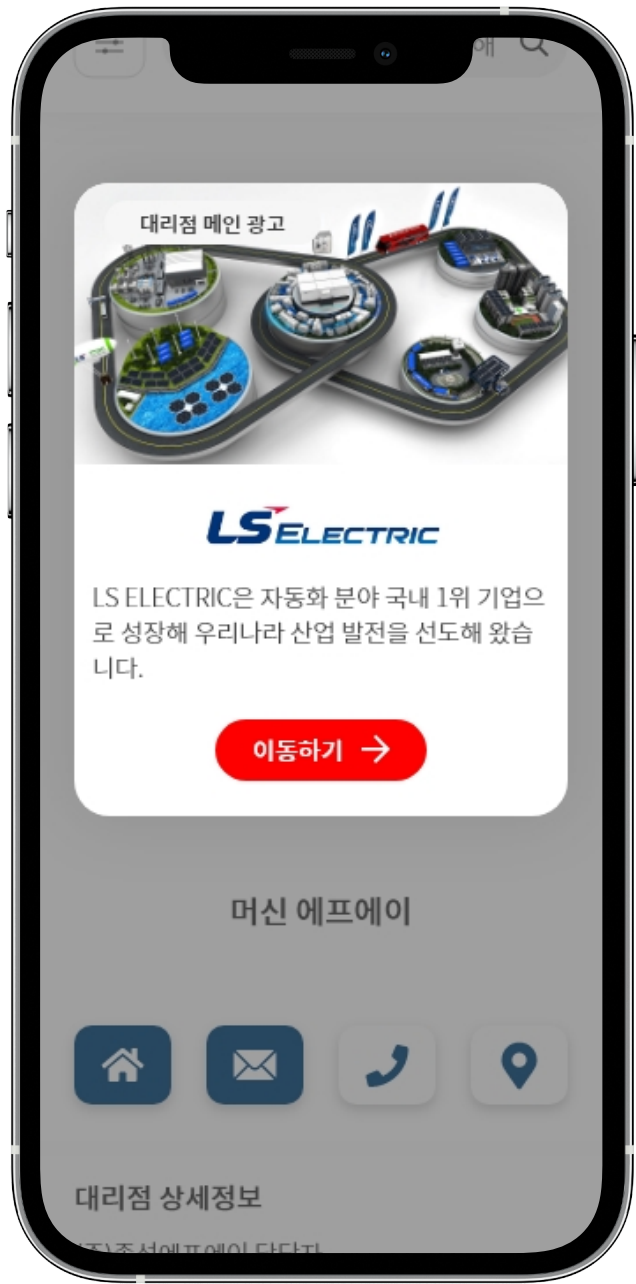 대리점 메인 광고
LS ELECTRIC
LS ELECTRIC은 자동화 분야 국내 1위 기업으
로 성장해 우리나라 산업 발전을 선도해 왔습
니다.
이동하기
머신 에프에이
대리점 상세정보